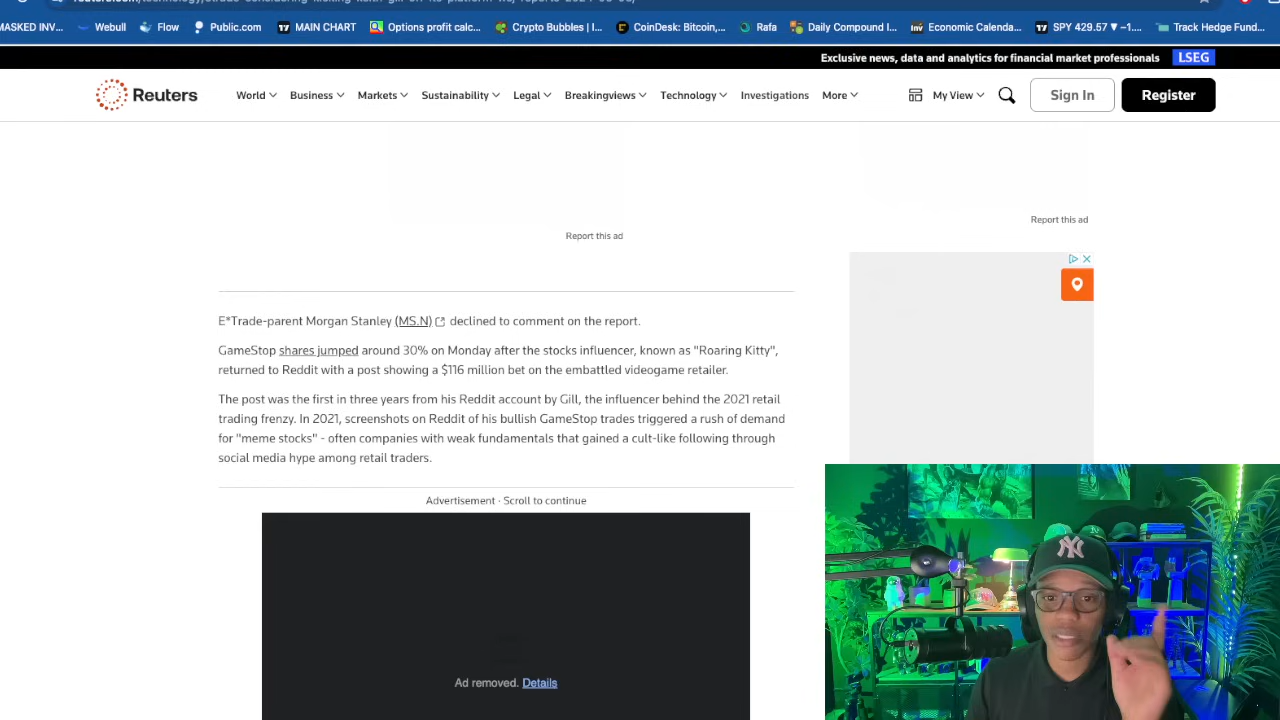 MASKED INV...
Webull
Flow
Public.com
MAIN CHART
Options profit calc...
Crypto Bubbles | I...
CoinDesk: Bitcoin,...
Rafa
Daily Compound I...
Economic Calenda...
SPY 429.57 ▼ −1....
Track Hedge Fund...
Exclusive news, data and analytics for financial market professionals
LSEG
Reuters
World
Business
Markets
Sustainability
Legal
Breakingviews
Technology
Investigations
More
My View
Sign In
Register
Report this ad
Report this ad
E*Trade-parent Morgan Stanley (MS.N) declined to comment on the report.
GameStop shares jumped around 30% on Monday after the stocks influencer, known as "Roaring Kitty",
returned to Reddit with a post showing a $116 million bet on the embattled videogame retailer.
The post was the first in three years from his Reddit account by Gill, the influencer behind the 2021 retail
trading frenzy. In 2021, screenshots on Reddit of his bullish GameStop trades triggered a rush of demand
for "meme stocks" - often companies with weak fundamentals that gained a cult-like following through
social media hype among retail traders.
Advertisement · Scroll to continue
Ad removed. Details